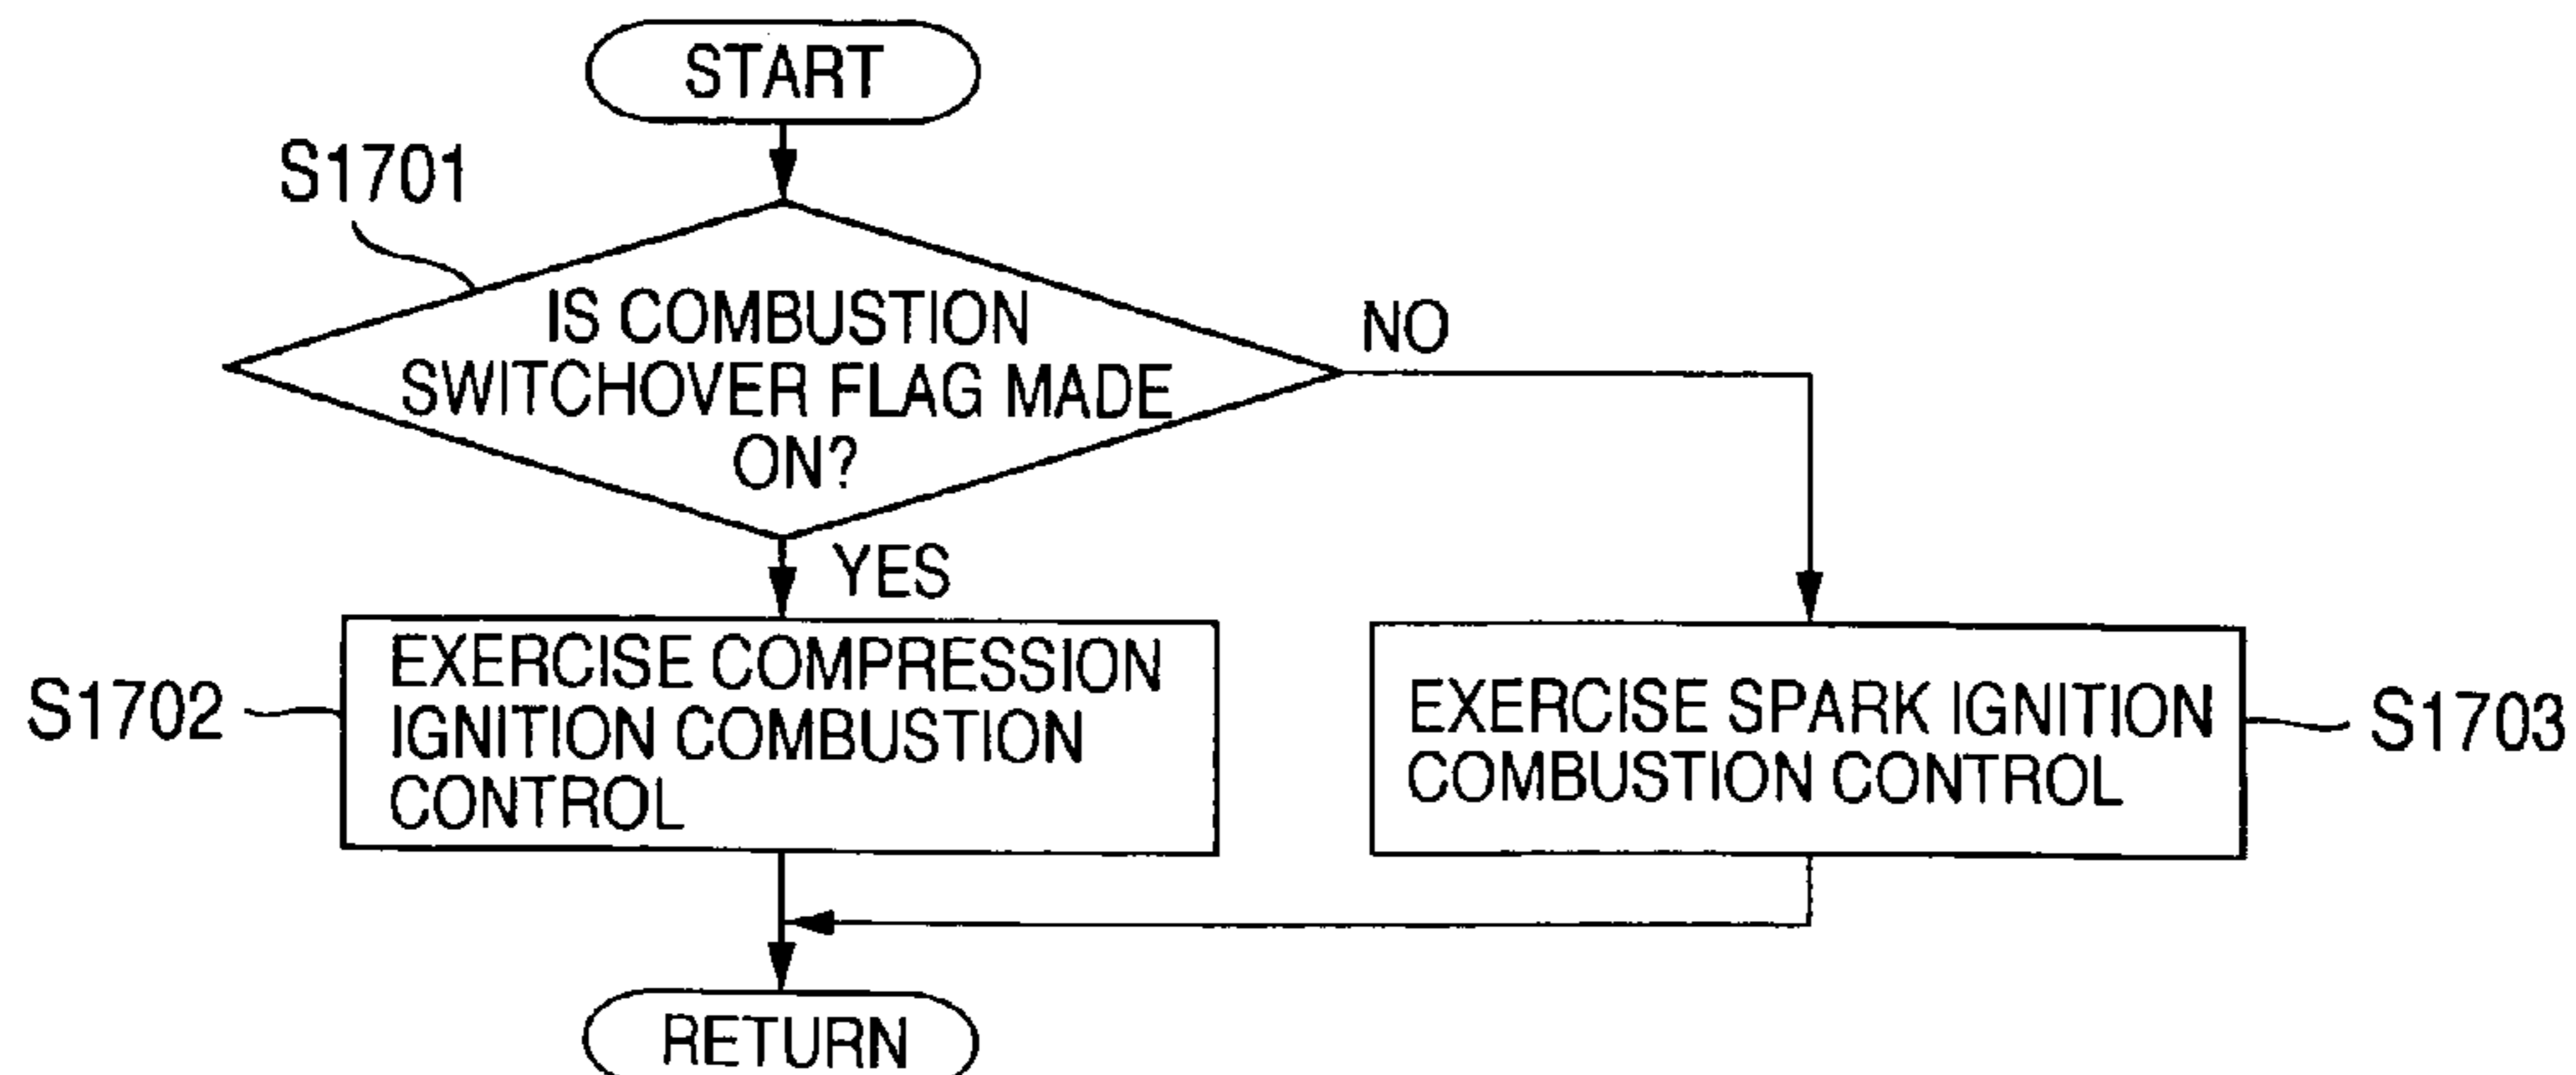 START
S1701
IS COMBUSTION
SWITCHOVER FLAG MADE
ON?
NO
YES
S1702
EXERCISE COMPRESSION
IGNITION COMBUSTION
CONTROL
EXERCISE SPARK IGNITION
COMBUSTION CONTROL
S1703
RETURN